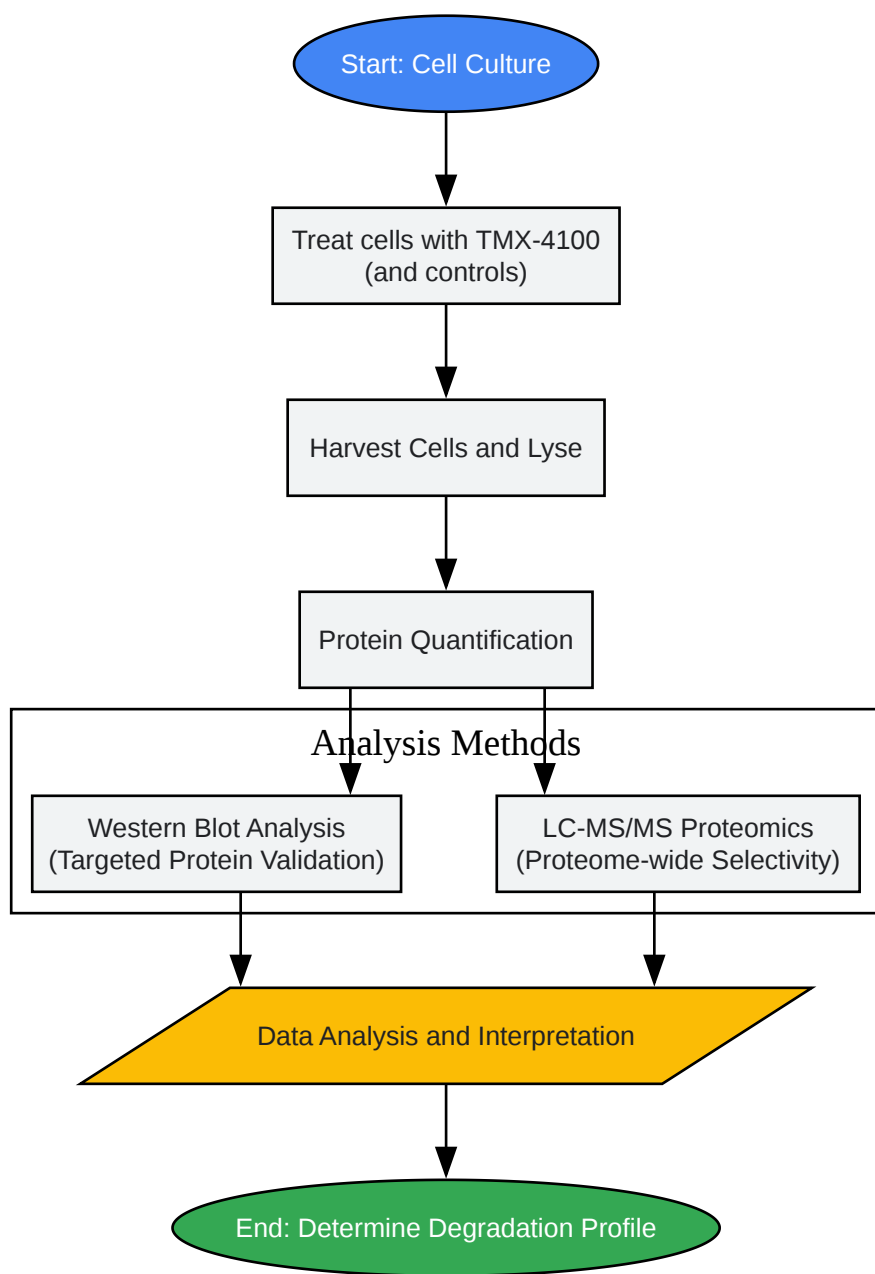 Start: Cell Culture
Treat cells with TMX-4100
(and controls)
Harvest Cells and Lyse
Protein Quantification
Analysis Methods
Western Blot Analysis
(Targeted Protein Validation)
LC-MS/MS Proteomics
(Proteome-wide Selectivity)
Data Analysis and Interpretation
End: Determine Degradation Profile